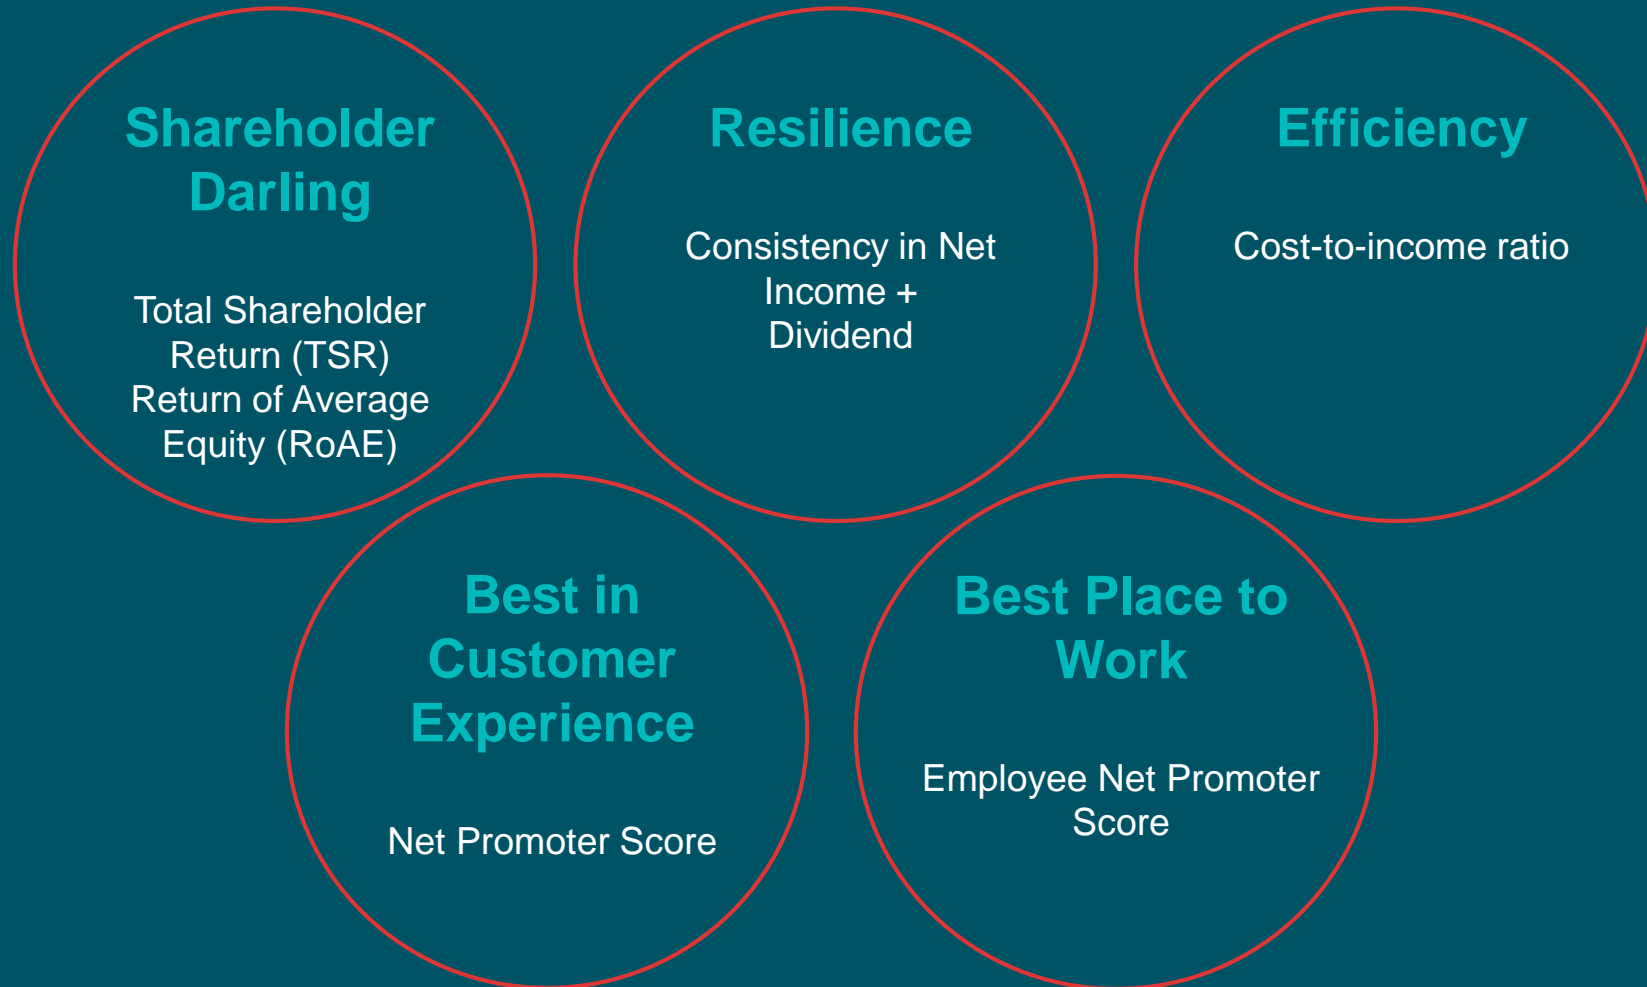 Shareholder
Darling
Total Shareholder
Return (TSR)
Return of Average
Equity (RoAE)
Resilience
Consistency in Net
Income +
Dividend
Efficiency
Cost-to-income ratio
Best in
Customer
Experience
Net Promoter Score
Best Place to
Work
Employee Net Promoter
Score